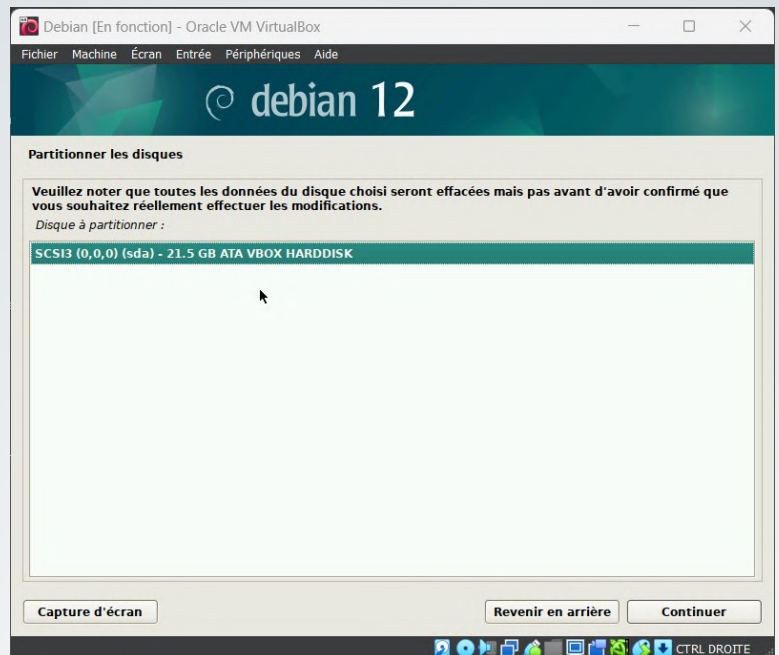 Debian [En fonction] - Oracle VM VirtualBox
Fichier Machine Écran Entrée Périphériques Aide
debian 12
Partitionner les disques
Veuillez noter que toutes les données du disque choisi seront effacées mais pas avant d'avoir confirmé que
vous souhaitez réellement effectuer les modifications.
Disque à partitionner :
SCSI3 (0,0,0) (sda) - 21.5 GB ATA VBOX HARDDISK
Capture d'écran
Revenir en arrière
Continuer
CTRL DROITE